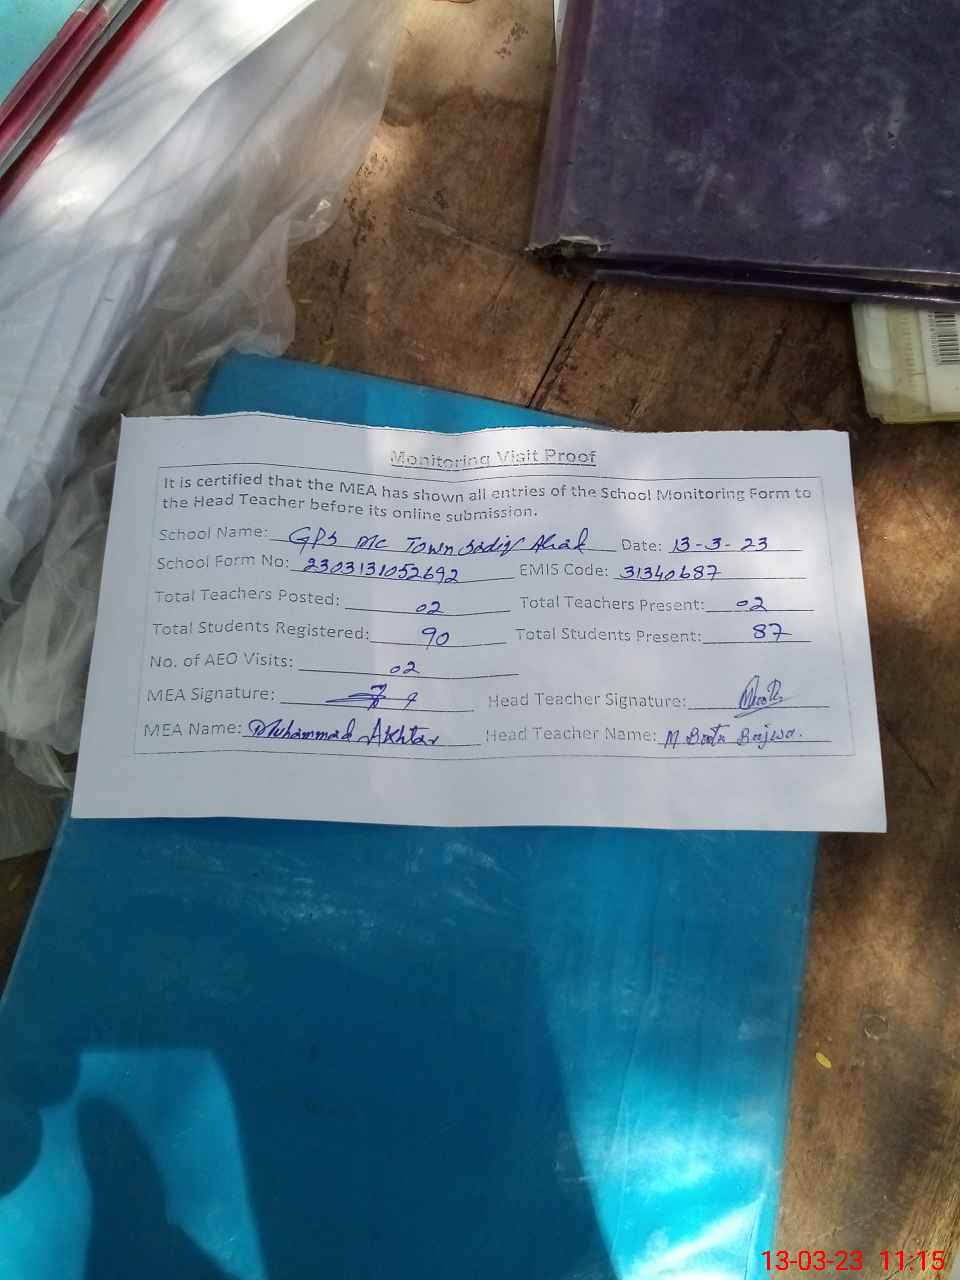 Monitoring Visit Proof
It is certified that the MEA has shown all entries of the School Monitoring Form to
the Head Teacher before its online submission.
School Name: GPS MC Town Sadiq Abad Date: 13-3-23
School Form No: 2303131052692 EMIS Code: 31340687
Total Teachers Posted: 02 Total Teachers Present: 02
Total Students Registered: 90 Total Students Present: 87
No. of AEO Visits: 02
MEA Signature: Head Teacher Signature:
MEA Name: Muhammad Akhtar Head Teacher Name: M Bajwa.
13-03-23 11:15